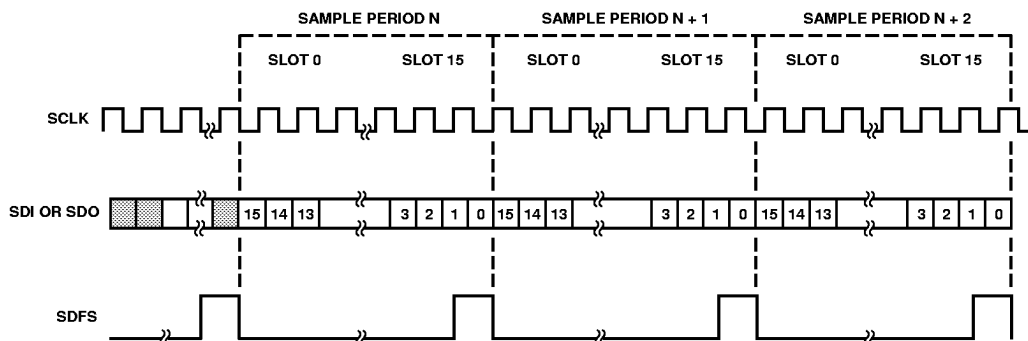 SAMPLE PERIOD N SAMPLE PERIOD N + 1 SAMPLE PERIOD N + 2
SLOT 0 SLOT 15 SLOT 0 SLOT 15 SLOT 0 SLOT 15
SCLK
SDI OR SDO 15 14 13 3 2 1 0 15 14 13 3 2 1 0 15 14 13 3 2 1 0
SDFS